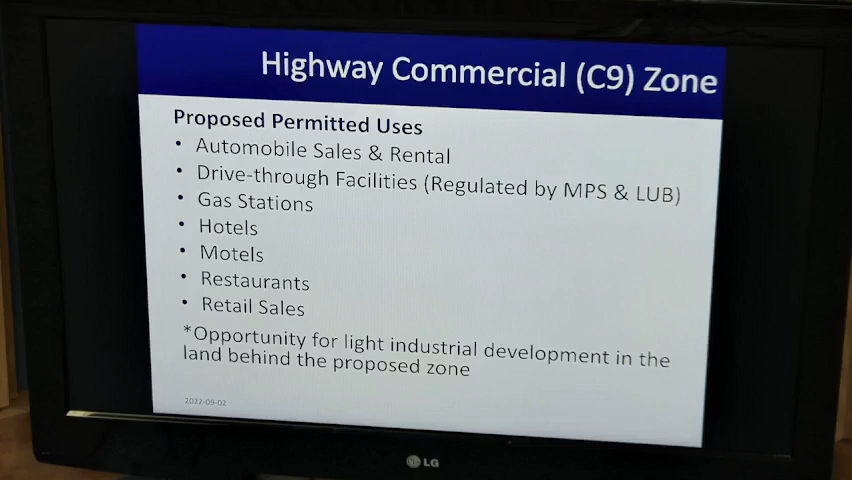 Highway Commercial (C9) Zone
Proposed Permitted Uses
• Automobile Sales & Rental
• Drive-through Facilities (Regulated by MPS & LUB)
• Gas Stations
• Hotels
• Motels
• Restaurants
• Retail Sales
*Opportunity for light industrial development in the
land behind the proposed zone
2022-09-02
LG